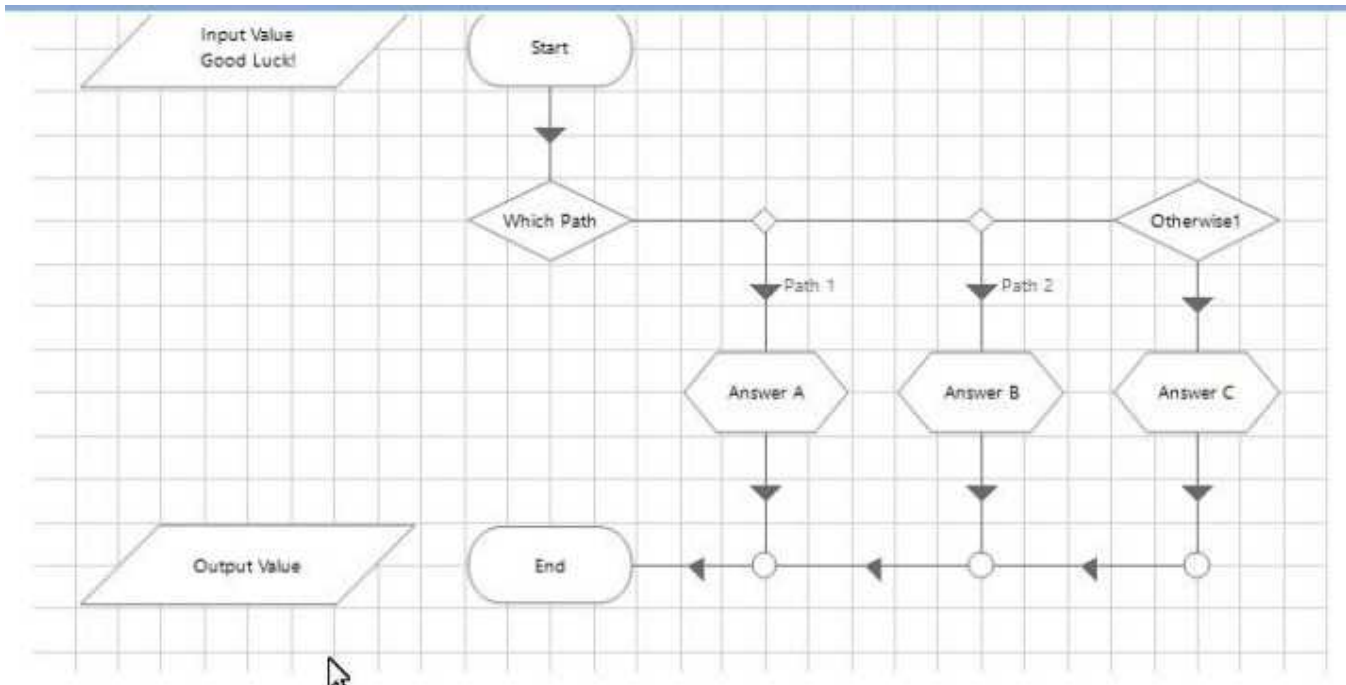 Input Value
Good Luck!
Start
Which Path
Otherwise1
Path 1
Path 2
Answer A
Answer B
Answer C
Output Value
End